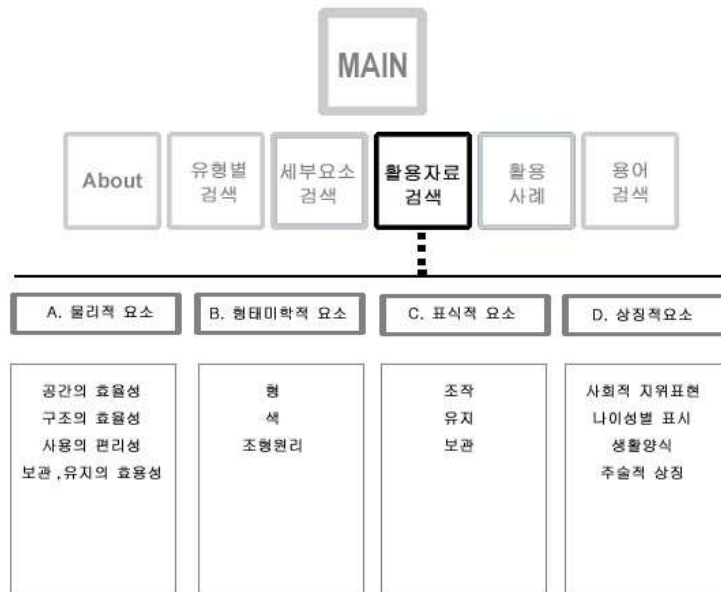 MAIN
About
유형별
검색
세부요소
검색
활용자료
검색
활용
사례
용어
검색
A. 물리적 요소
B. 형태미학적 요소
C. 표식적 요소
D. 상징적요소
공간의 효율성
구조의 효율성
사용의 편리성
보관 ,유지의 효용성
형
색
조형원리
조작
유지
보관
사회적 지위표현
나이성별 표시
생활양식
주술적 상징